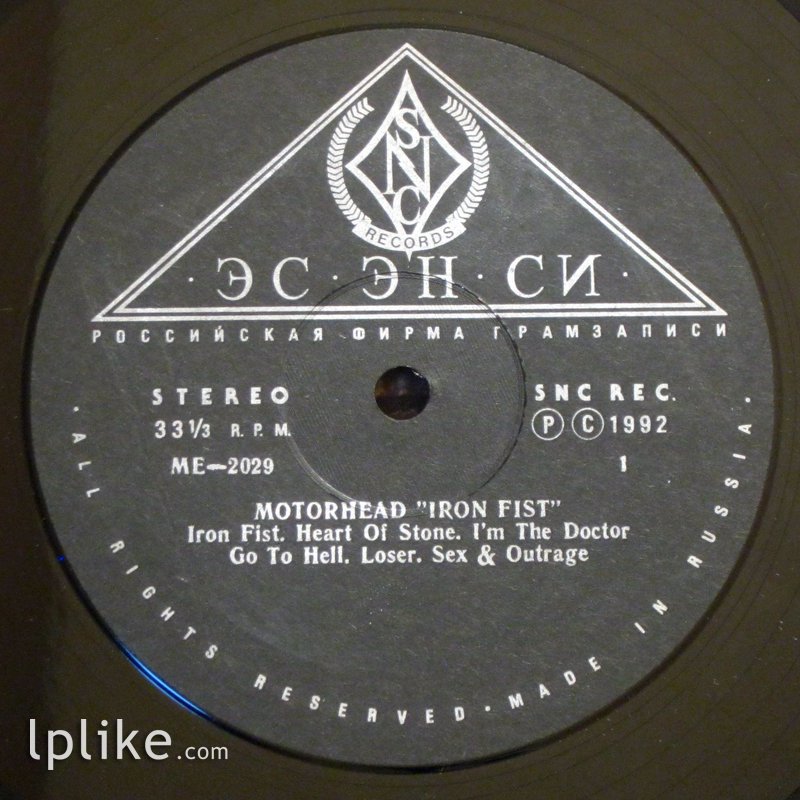 SNC
RECORDS
· ЭС · ЭН · СИ ·
РОССИЙСКАЯ ФИРМА ГРАМЗАПИСИ
STEREO
SNC REC.
33 1/3 R. P. M.
Ⓟ Ⓒ 1992
ME—2029
1
MOTORHEAD "IRON FIST"
Iron Fist. Heart Of Stone. I'm The Doctor
Go To Hell. Loser. Sex & Outrage
· ALL RIGHTS RESERVED · MADE IN RUSSIA ·
lplike.com